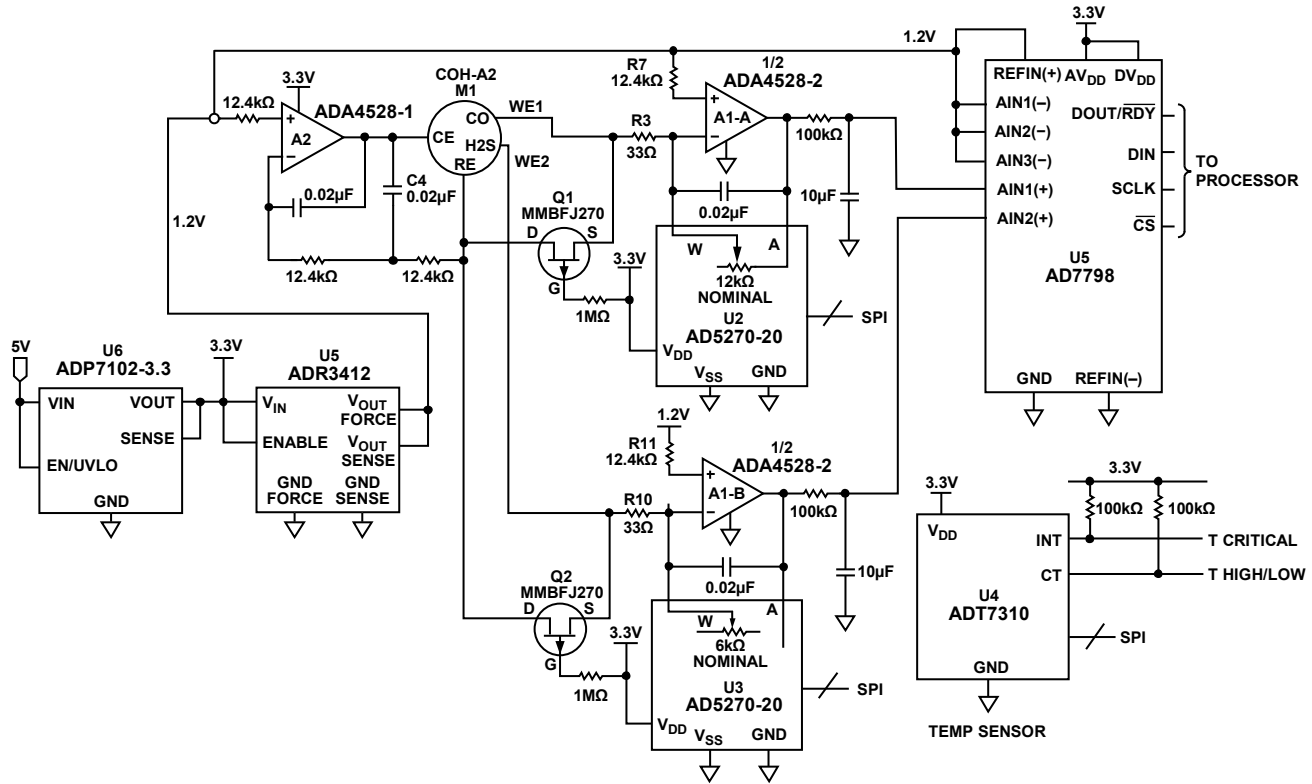 3.3V
12.4kΩ
ADA4528-1
A2
+
−
0.02µF
C4
0.02µF
12.4kΩ
12.4kΩ
1.2V
COH-A2
M1
CO
CE
H2S
RE
WE1
WE2
R3
33Ω
R7
12.4kΩ
1/2
ADA4528-2
+
A1-A
−
100kΩ
10µF
0.02µF
Q1
MMBFJ270
D
S
G
1MΩ
3.3V
W
A
12kΩ
NOMINAL
U2
AD5270-20
VDD
VSS
GND
SPI
1.2V
3.3V
REFIN(+)
AVDD
DVDD
AIN1(−)
AIN2(−)
AIN3(−)
AIN1(+)
AIN2(+)
DOUT/RDY
DIN
SCLK
CS
TO
PROCESSOR
U5
AD7798
GND
REFIN(−)
5V
U6
ADP7102-3.3
VIN
VOUT
SENSE
EN/UVLO
GND
3.3V
U5
ADR3412
VIN
ENABLE
VOUT
FORCE
VOUT
SENSE
GND
FORCE
GND
SENSE
1.2V
R11
12.4kΩ
1/2
ADA4528-2
+
A1-B
−
R10
33Ω
100kΩ
10µF
0.02µF
Q2
MMBFJ270
D
S
G
1MΩ
3.3V
W
A
6kΩ
NOMINAL
U3
AD5270-20
VDD
VSS
GND
SPI
3.3V
VDD
3.3V
100kΩ
100kΩ
INT
T CRITICAL
CT
T HIGH/LOW
U4
ADT7310
SPI
GND
TEMP SENSOR